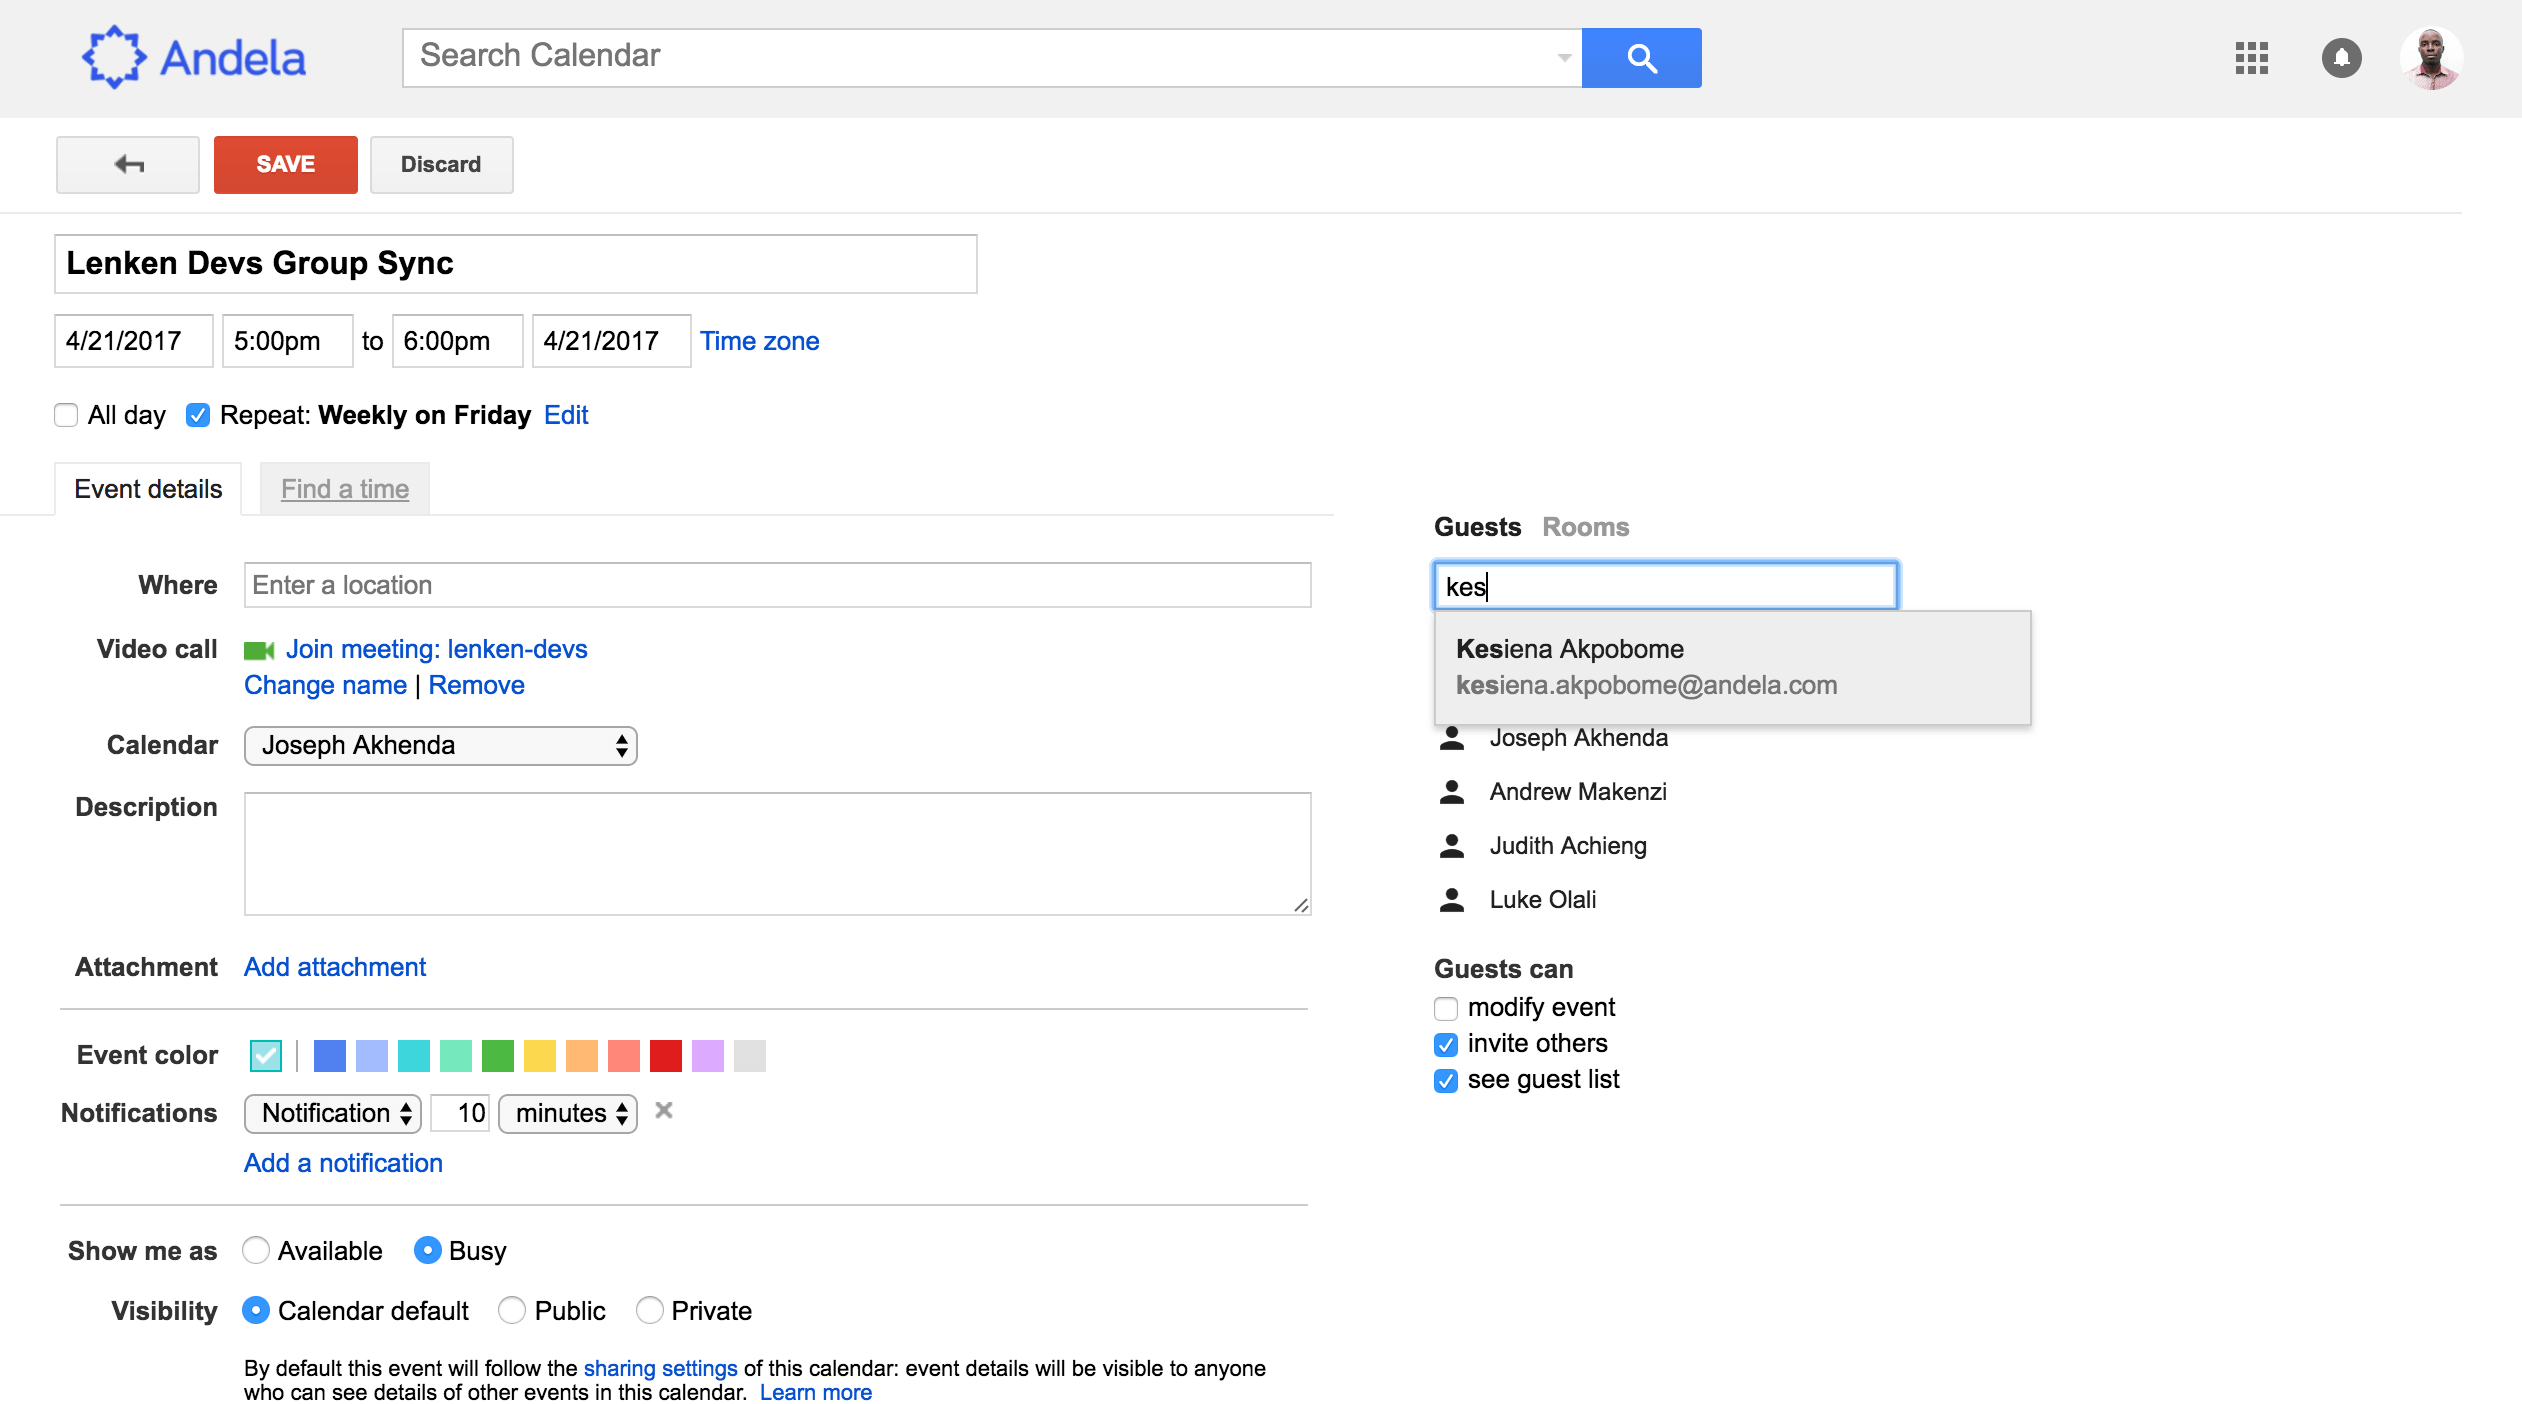 Andela
Search Calendar
SAVE
Discard
Lenken Devs Group Sync
4/21/2017 5:00pm to 6:00pm 4/21/2017 Time zone
All day Repeat: Weekly on Friday Edit
Event details Find a time
Where Enter a location
Video call Join meeting: lenken-devs
Change name | Remove
Calendar Joseph Akhenda
Description
Attachment Add attachment
Event color
Notifications Notification 10 minutes
Add a notification
Show me as Available Busy
Visibility Calendar default Public Private
By default this event will follow the sharing settings of this calendar: event details will be visible to anyone
who can see details of other events in this calendar. Learn more
Guests Rooms
kes
Kesiena Akpobome
kesiena.akpobome@andela.com
Joseph Akhenda
Andrew Makenzi
Judith Achieng
Luke Olali
Guests can
modify event
invite others
see guest list